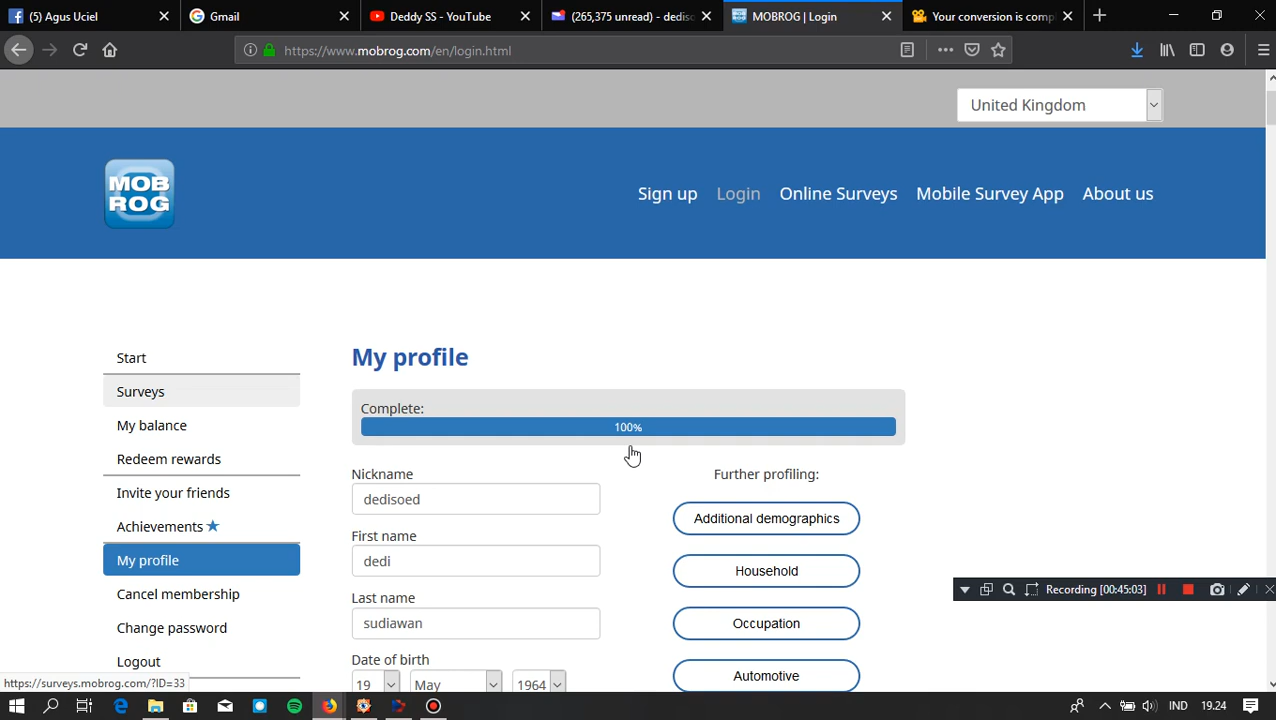 (5) Agus Uciel
Gmail
Deddy SS - YouTube
(265,375 unread) - dediso
MOBROG | Login
Your conversion is comp
https://www.mobrog.com/en/login.html
United Kingdom
MOB
ROG
Sign up
Login
Online Surveys
Mobile Survey App
About us
Start
Surveys
My balance
Redeem rewards
Invite your friends
Achievements
My profile
Cancel membership
Change password
Logout
My profile
Complete:
100%
Nickname
dedisoed
First name
dedi
Last name
sudiawan
Date of birth
19 May 1964
Further profiling:
Additional demographics
Household
Occupation
Automotive
Recording [00:45:03]
https://surveys.mobrog.com/?ID=33
IND 19.24